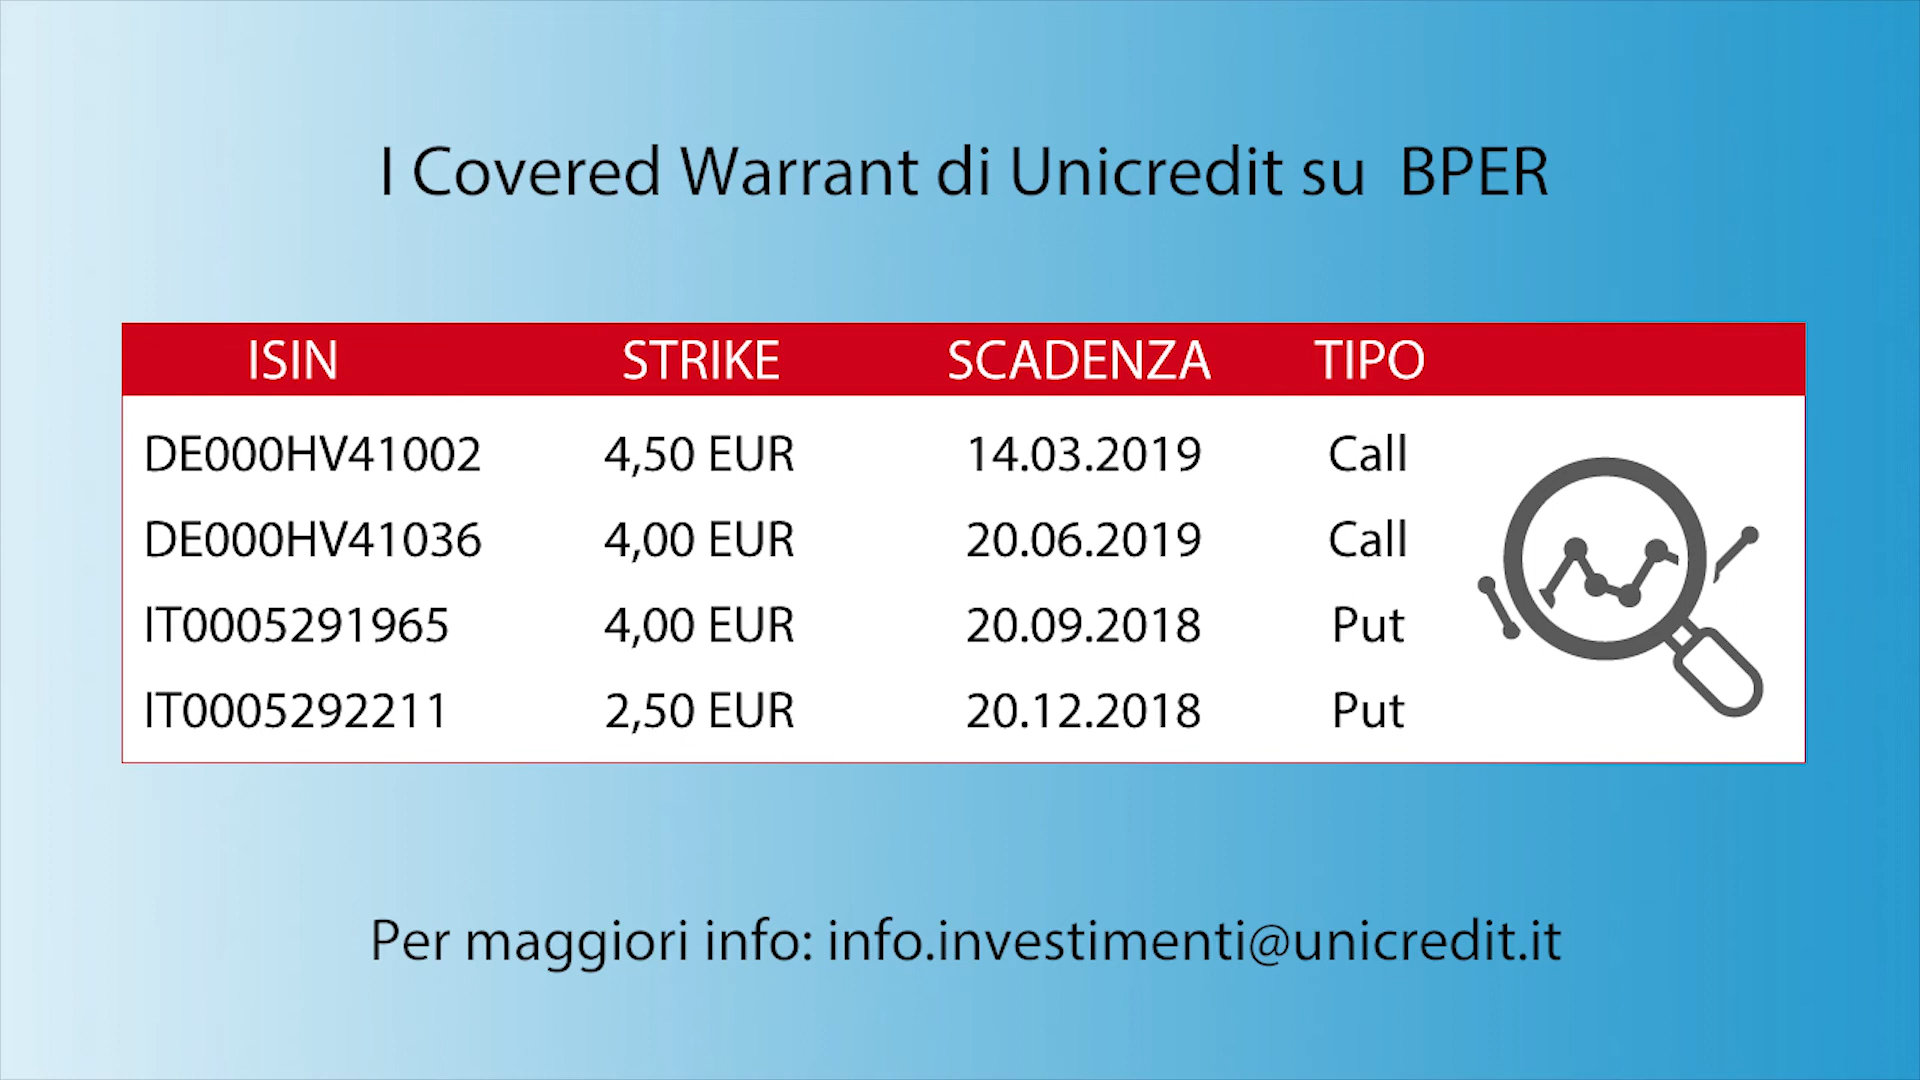 I Covered Warrant di Unicredit su BPER
ISIN STRIKE SCADENZA TIPO
DE000HV41002 4,50 EUR 14.03.2019 Call
DE000HV41036 4,00 EUR 20.06.2019 Call
IT0005291965 4,00 EUR 20.09.2018 Put
IT0005292211 2,50 EUR 20.12.2018 Put
Per maggiori info: info.investimenti@unicredit.it